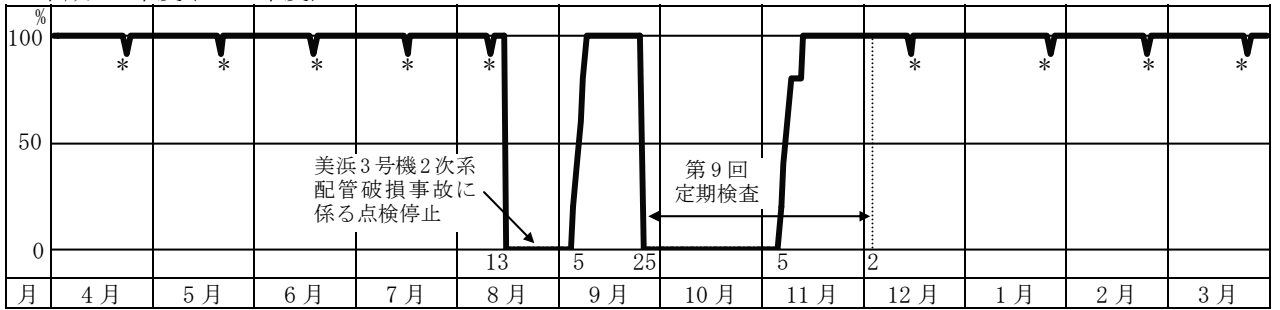 %
100
50
0
* * * * * * * * *
美浜3号機2次系
配管破損事故に
係る点検停止
第9回
定期検査
13 5 25 5 2
月 4月 5月 6月 7月 8月 9月 10月 11月 12月 1月 2月 3月